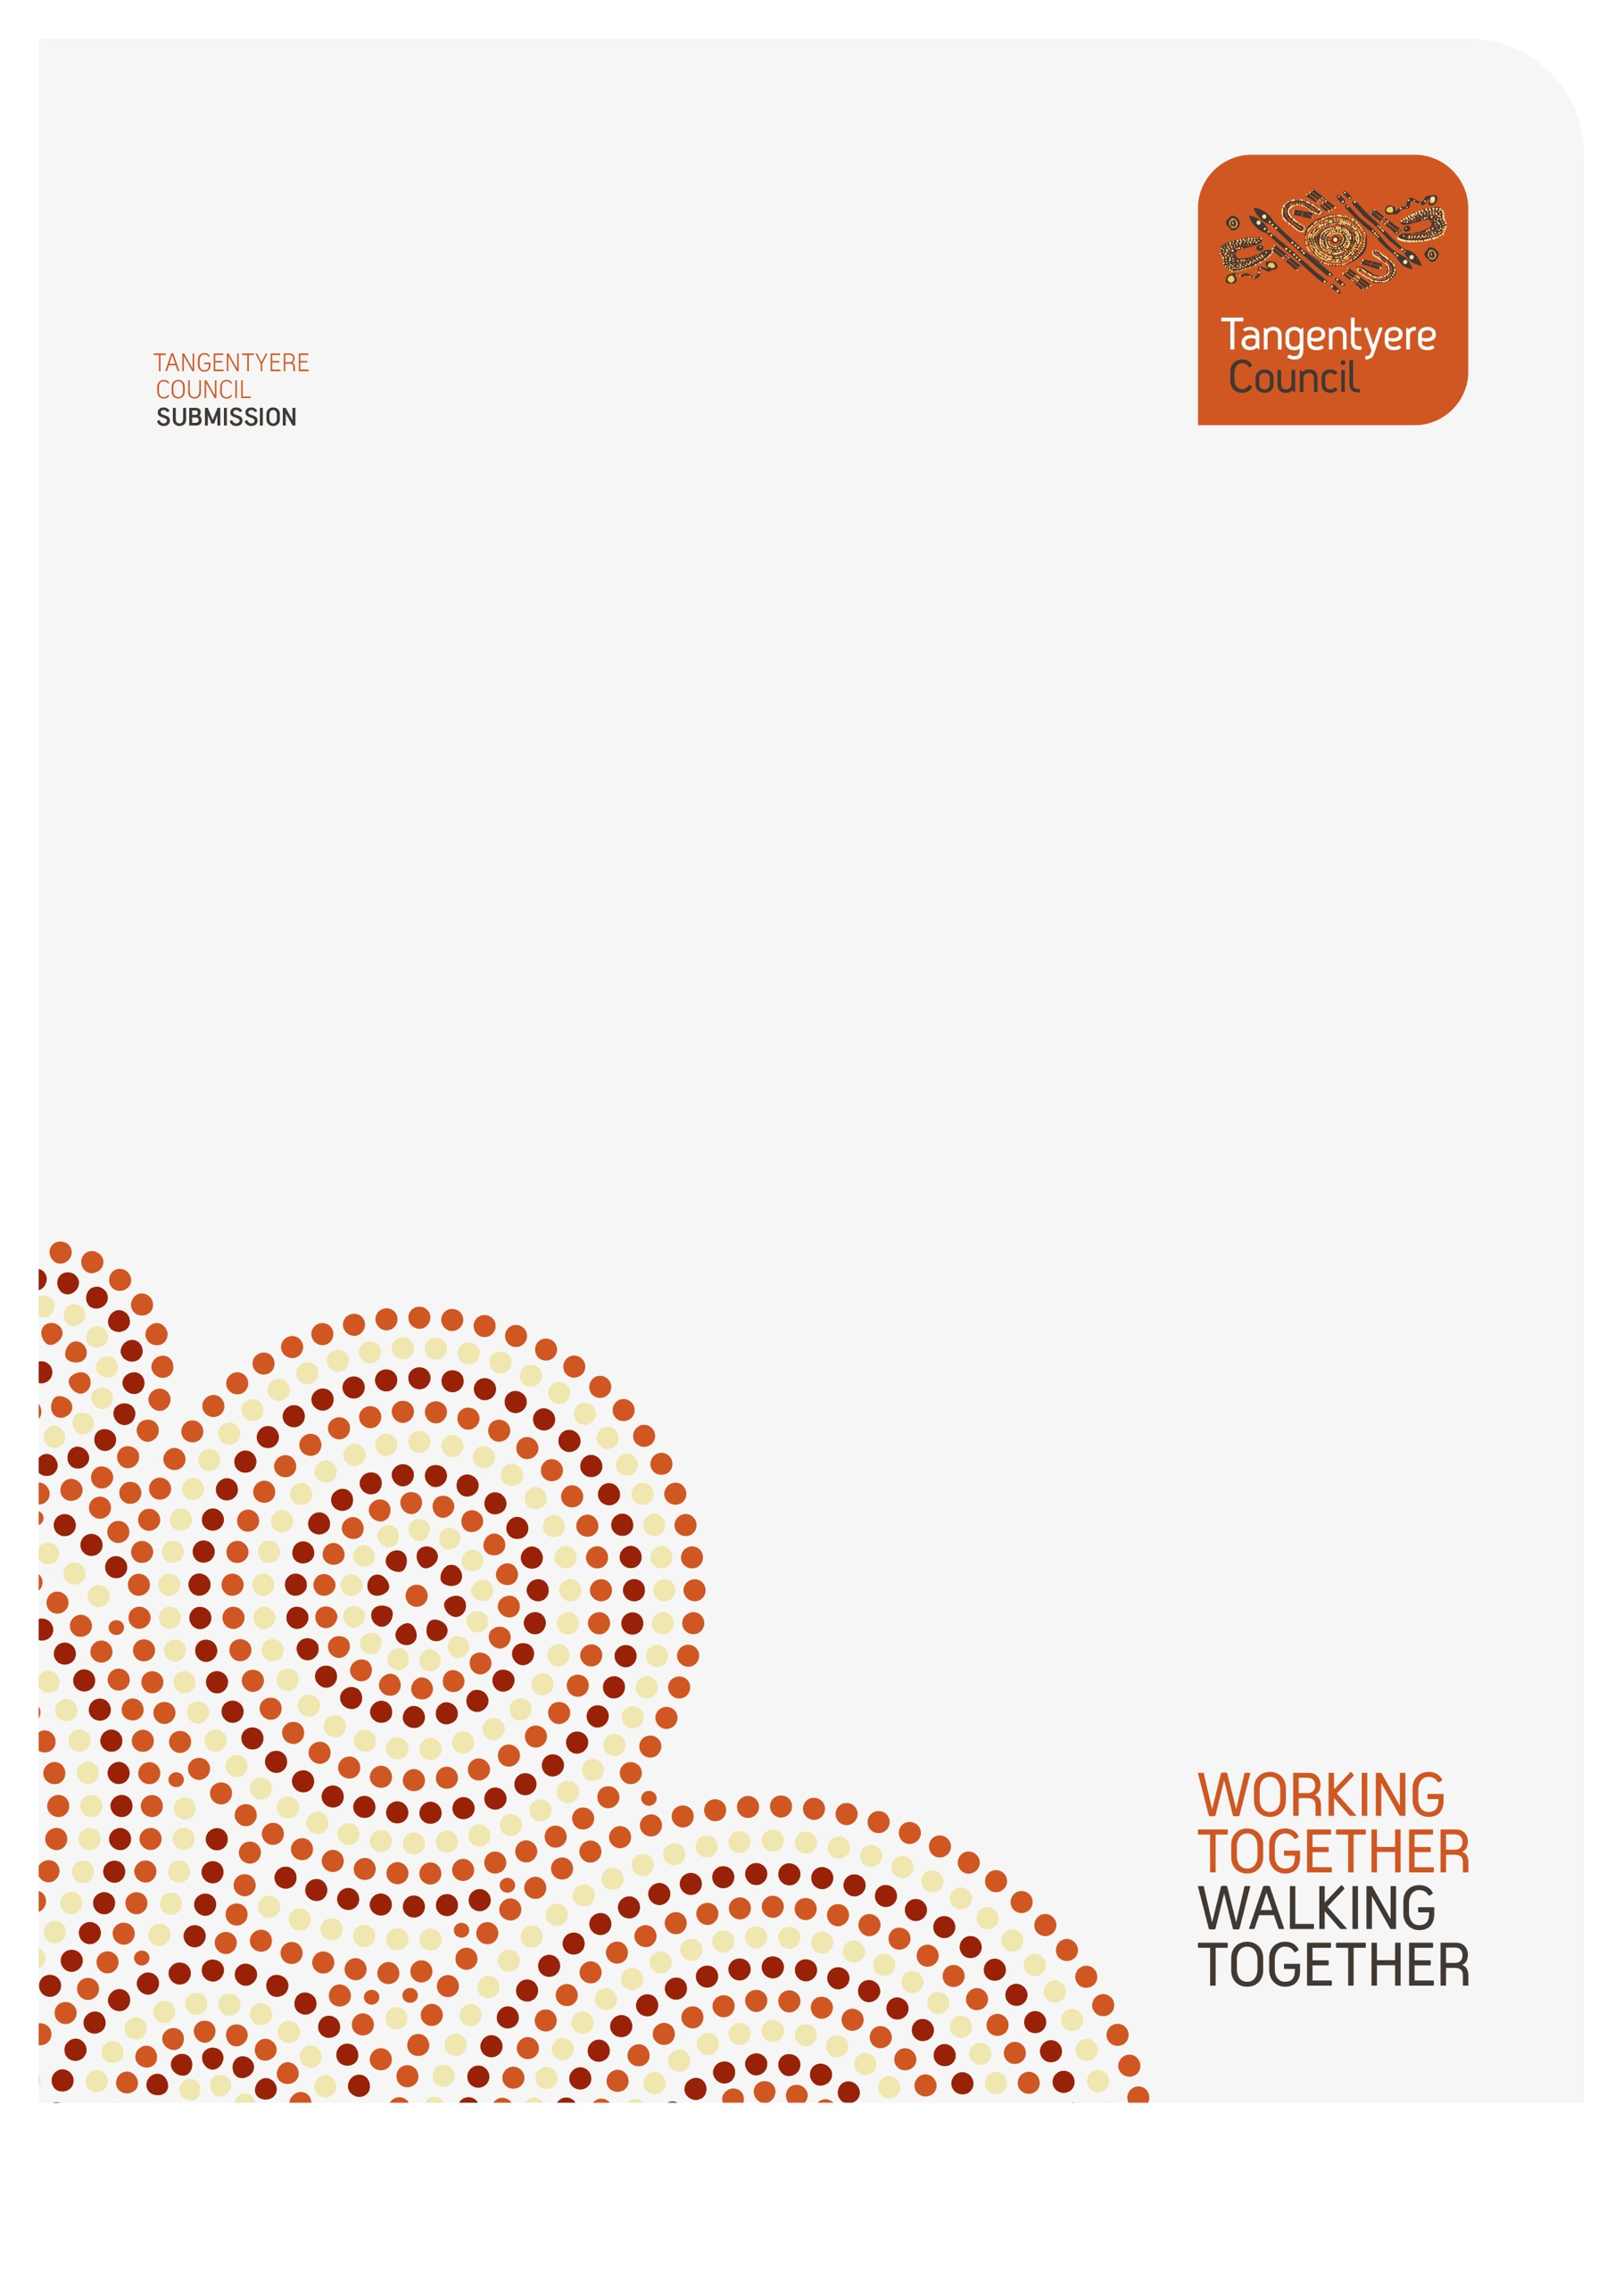 Tangentyere
Council
TANGENTYERE
COUNCIL
SUBMISSION
WORKING
TOGETHER
WALKING
TOGETHER